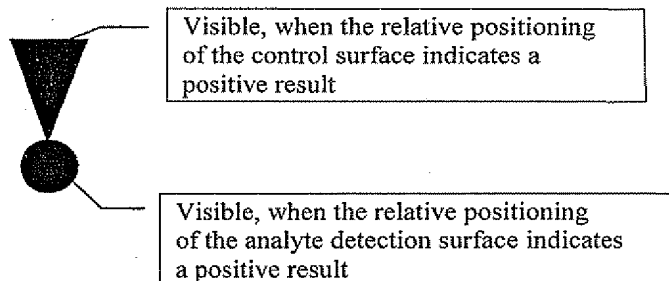 Visible, when the relative positioning
of the control surface indicates a
positive result
Visible, when the relative positioning
of the analyte detection surface indicates
a positive result